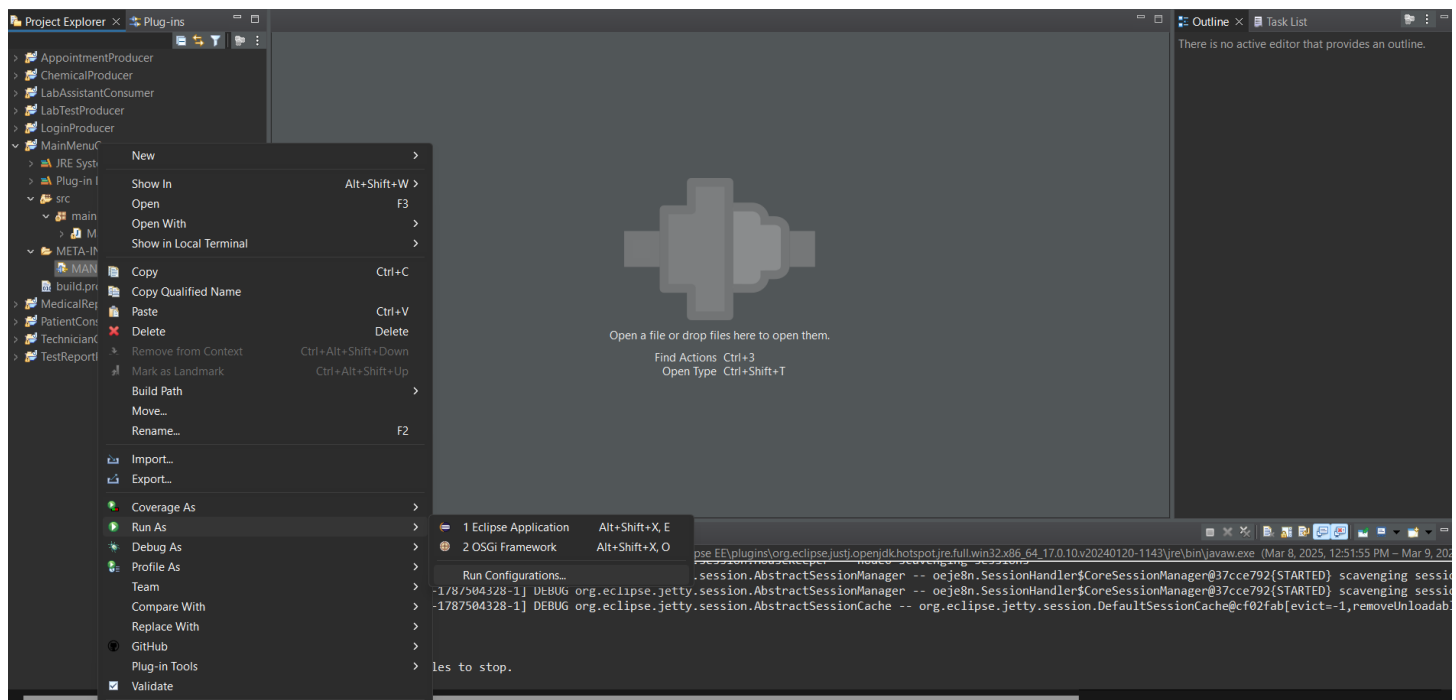 Project Explorer × Plug-ins
AppointmentProducer
ChemicalProducer
LabAssistantConsumer
LabTestProducer
LoginProducer
MainMenuC
JRE Syst
Plug-in
src
main
M
META-IN
MAN
build.pro
MedicalRep
PatientCons
TechnicianC
TestReport
New
Show In Alt+Shift+W
Open F3
Open With
Show in Local Terminal
Copy Ctrl+C
Copy Qualified Name
Paste Ctrl+V
Delete Delete
Remove from Context Ctrl+Alt+Shift+Down
Mark as Landmark Ctrl+Alt+Shift+Up
Build Path
Move...
Rename... F2
Import...
Export...
Coverage As
Run As
Debug As
Profile As
Team
Compare With
Replace With
GitHub
Plug-in Tools
Validate
1 Eclipse Application Alt+Shift+X, E
2 OSGi Framework Alt+Shift+X, O
Run Configurations...
Open a file or drop files here to open them.
Find Actions Ctrl+3
Open Type Ctrl+Shift+T
Outline × Task List
There is no active editor that provides an outline.
pse EE\plugins\org.eclipse.justj.openjdk.hotspot.jre.full.win32.x86_64_17.0.10.v20240120-1143\jre\bin\javaw.exe (Mar 8, 2025, 12:51:55 PM – Mar 9, 202
.session.AbstractSessionManager -- oeje8n.SessionHandler$CoreSessionManager@37cce792{STARTED} scavenging sessio
-1787504328-1] DEBUG org.eclipse.jetty.session.AbstractSessionManager -- oeje8n.SessionHandler$CoreSessionManager@37cce792{STARTED} scavenging sessio
-1787504328-1] DEBUG org.eclipse.jetty.session.AbstractSessionCache -- org.eclipse.jetty.session.DefaultSessionCache@cf02fab[evict=-1,removeUnloadabl
les to stop.